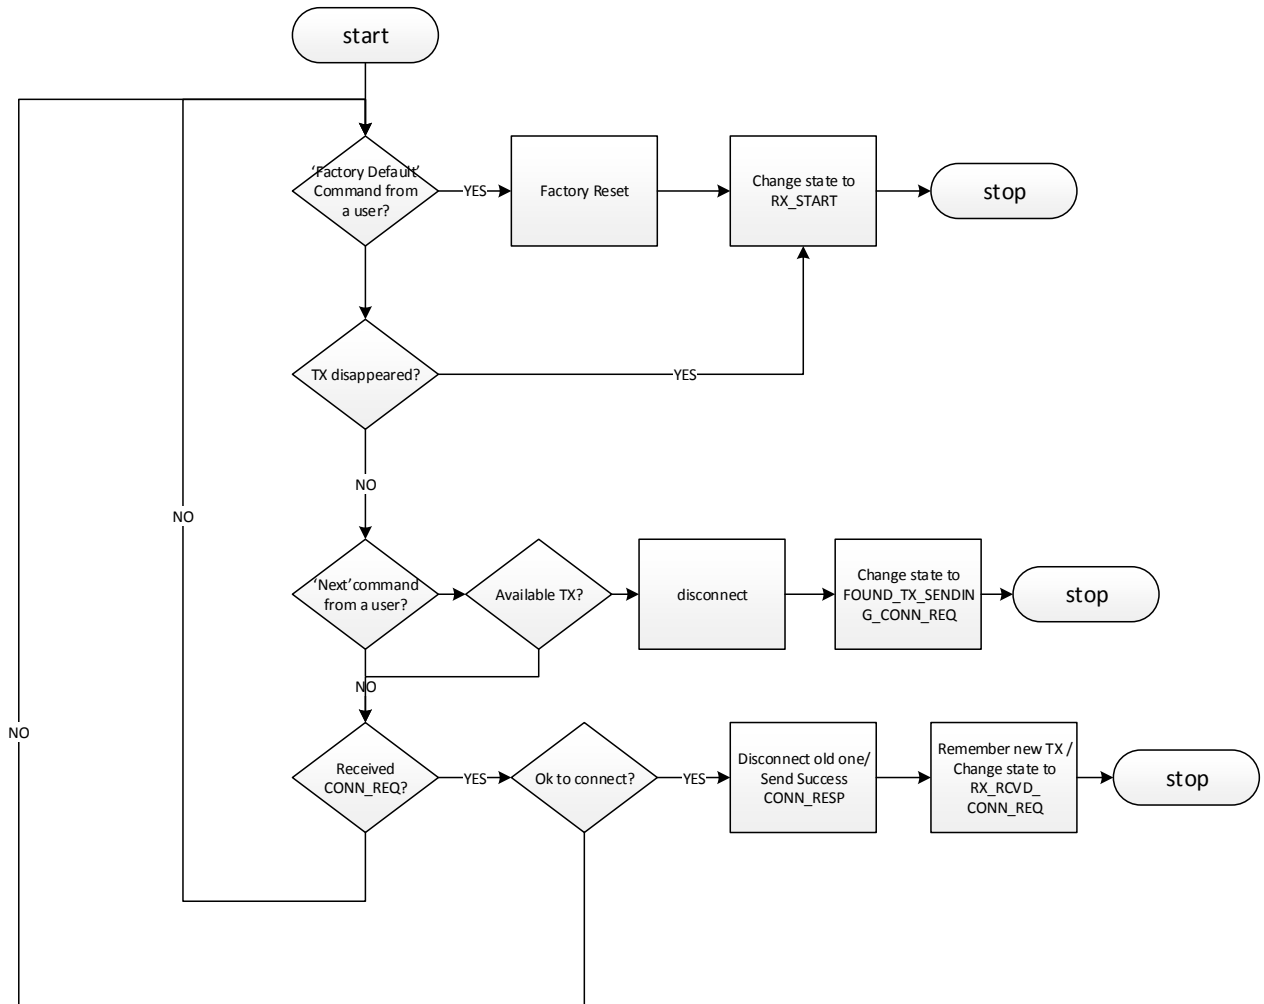 start
‘Factory Default’
Command from
a user?
YES
Factory Reset
Change state to
RX_START
stop
TX disappeared?
YES
NO
NO
‘Next’ command
from a user?
Available TX?
disconnect
Change state to
FOUND_TX_SENDIN
G_CONN_REQ
stop
NO
NO
Received
CONN_REQ?
YES
Ok to connect?
YES
Disconnect old one/
Send Success
CONN_RESP
Remember new TX /
Change state to
RX_RCVD_
CONN_REQ
stop